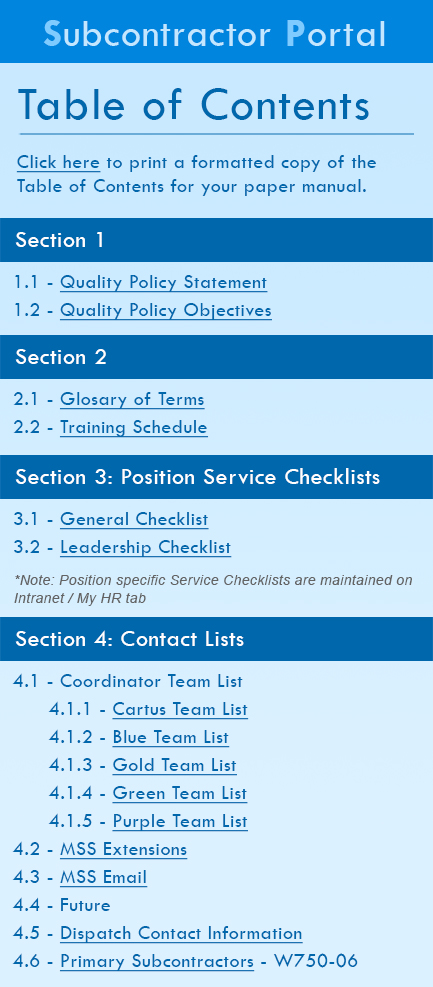 Subcontractor Portal
Table of Contents
Click here to print a formatted copy of the
Table of Contents for your paper manual.
Section 1
1.1 - Quality Policy Statement
1.2 - Quality Policy Objectives
Section 2
2.1 - Glosary of Terms
2.2 - Training Schedule
Section 3: Position Service Checklists
3.1 - General Checklist
3.2 - Leadership Checklist
*Note: Position specific Service Checklists are maintained on
Intranet / My HR tab
Section 4: Contact Lists
4.1 - Coordinator Team List
4.1.1 - Cartus Team List
4.1.2 - Blue Team List
4.1.3 - Gold Team List
4.1.4 - Green Team List
4.1.5 - Purple Team List
4.2 - MSS Extensions
4.3 - MSS Email
4.4 - Future
4.5 - Dispatch Contact Information
4.6 - Primary Subcontractors - W750-06